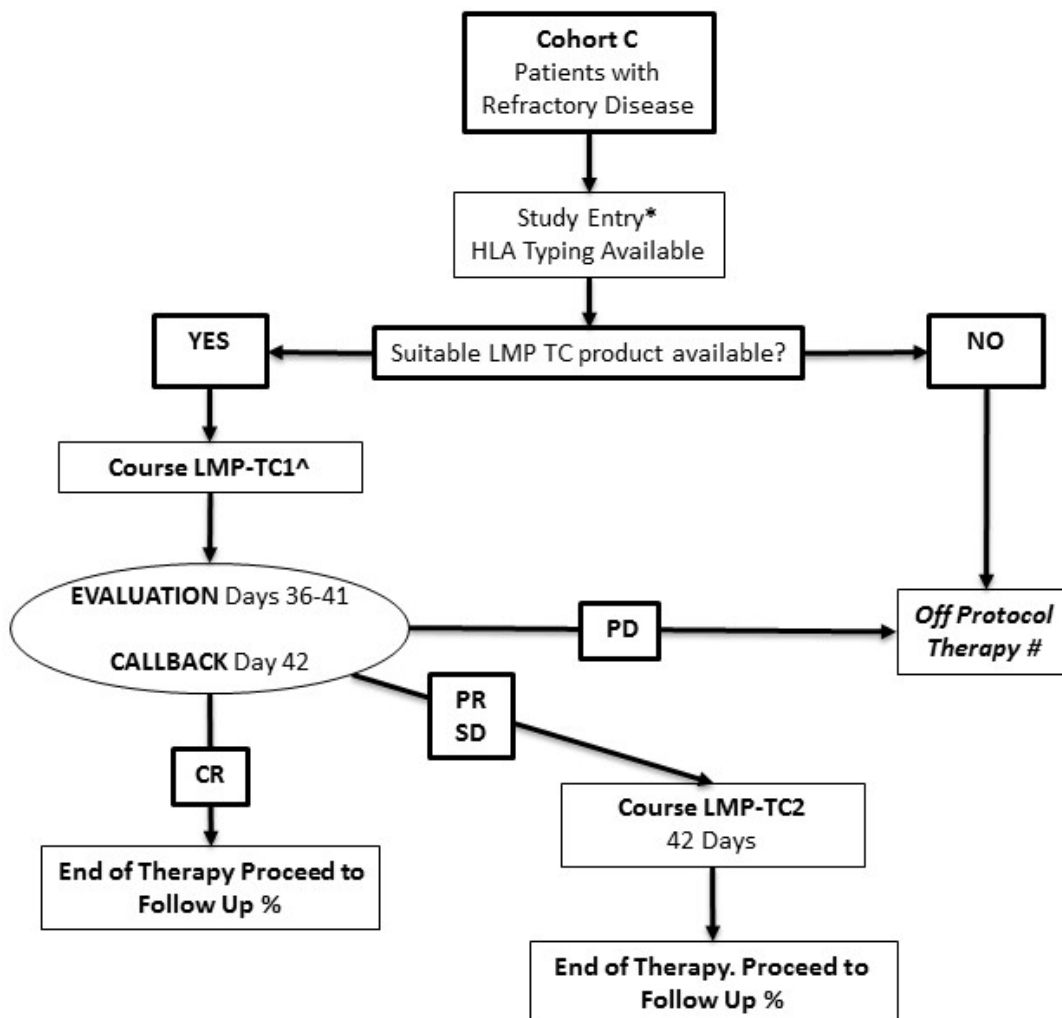 Cohort C
Patients with
Refractory Disease
Study Entry*
HLA Typing Available
YES
Suitable LMP TC product available?
NO
Course LMP-TC1^
EVALUATION Days 36-41
CALLBACK Day 42
PD
Off Protocol
Therapy #
PR
SD
CR
Course LMP-TC2
42 Days
End of Therapy Proceed to
Follow Up %
End of Therapy. Proceed to
Follow Up %